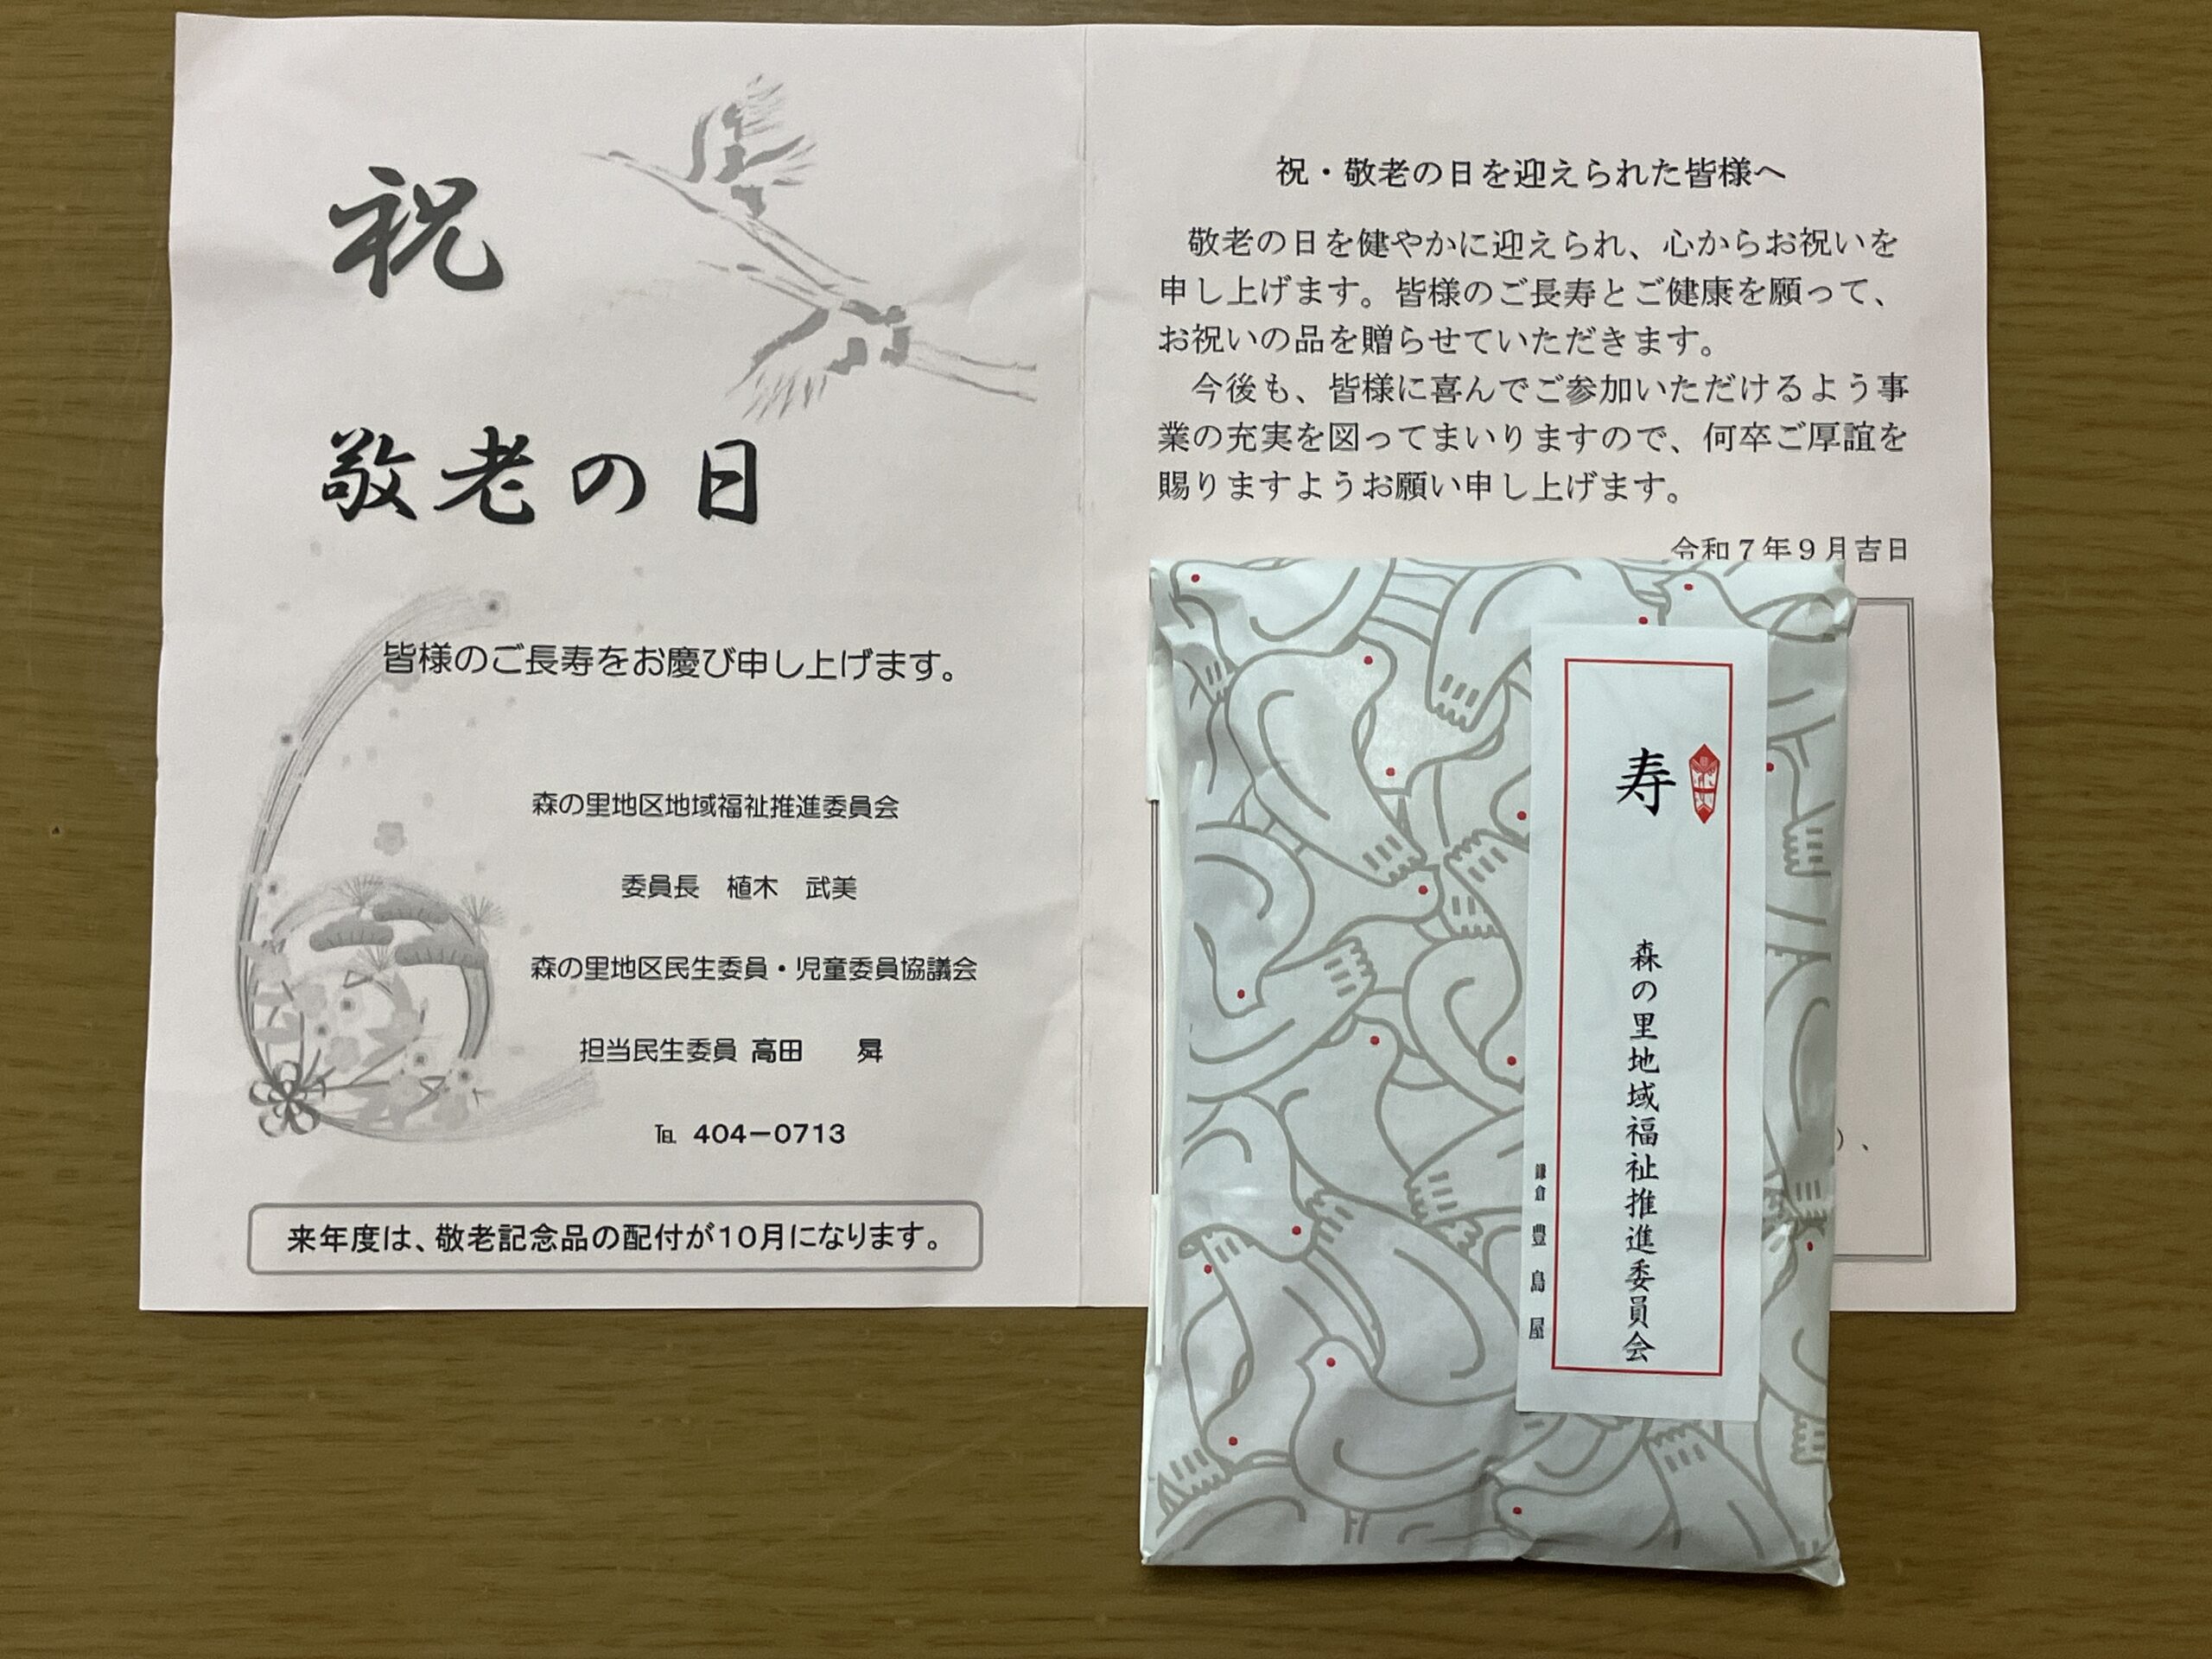 祝
敬老の日
皆様のご長寿をお慶び申し上げます。
森の里地区地域福祉推進委員会
委員長　植木　武美
森の里地区民生委員・児童委員協議会
担当民生委員 高田　　曻
℡ 404－0713
来年度は、敬老記念品の配付が10月になります。
祝・敬老の日を迎えられた皆様へ
敬老の日を健やかに迎えられ、心からお祝いを
申し上げます。皆様のご長寿とご健康を願って、
お祝いの品を贈らせていただきます。
今後も、皆様に喜んでご参加いただけるよう事
業の充実を図ってまいりますので、何卒ご厚誼を
賜りますようお願い申し上げます。
令和７年９月吉日
）、
寿
森の里地域福祉推進委員会
鎌倉 豊島屋